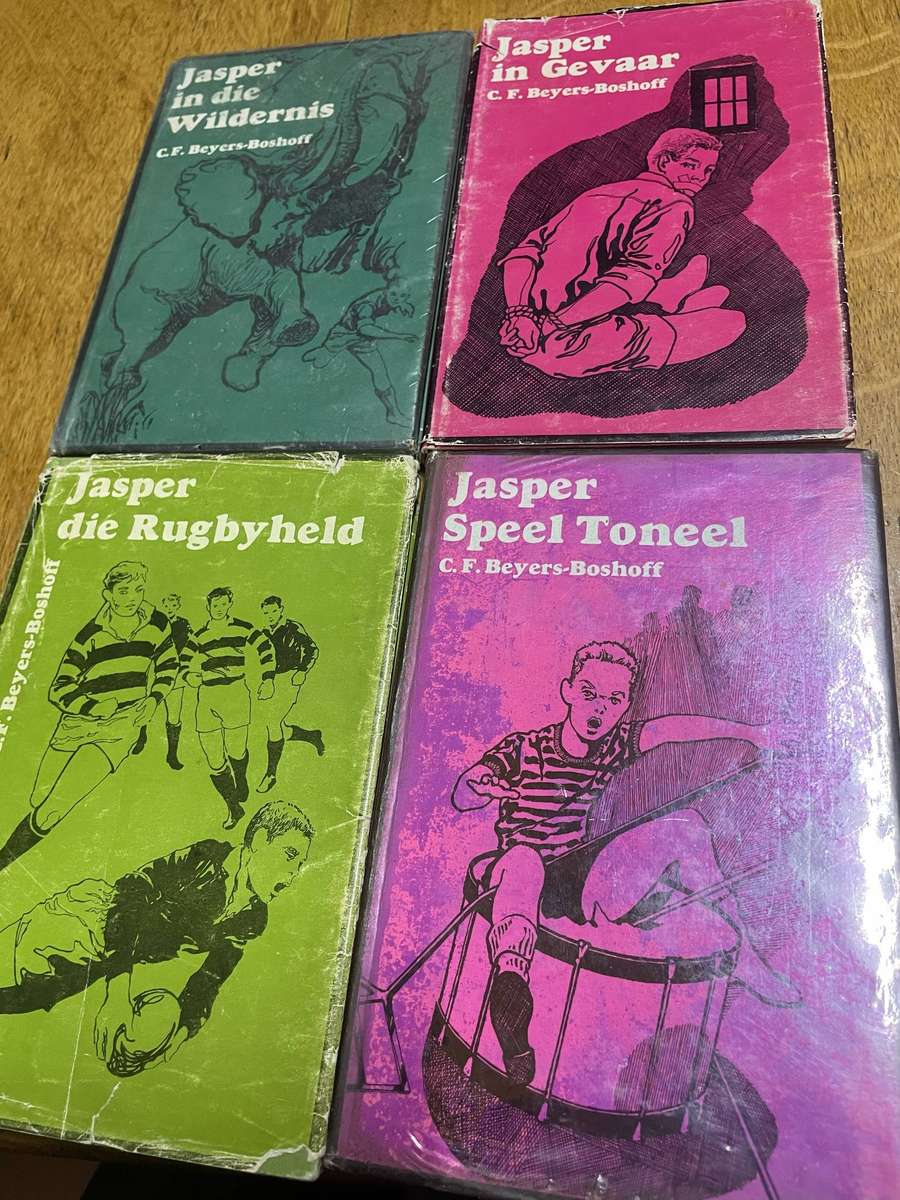 Jasper
in die
Wildernis
C.F. Beyers-Boshoff
Jasper
in Gevaar
C. F. Beyers-Boshoff
Jasper
die Rugbyheld
F. Beyers-Boshoff
Jasper
Speel Toneel
C. F. Beyers-Boshoff